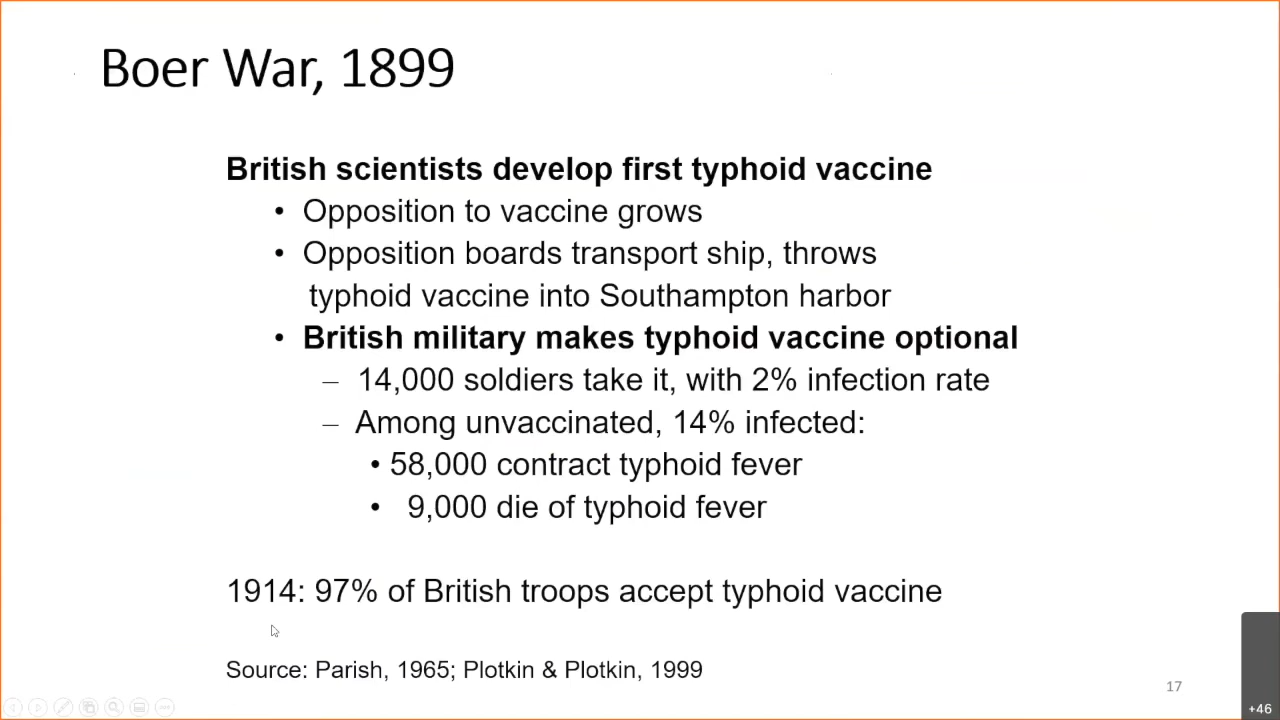 Boer War, 1899
British scientists develop first typhoid vaccine
• Opposition to vaccine grows
• Opposition boards transport ship, throws
typhoid vaccine into Southampton harbor
• British military makes typhoid vaccine optional
– 14,000 soldiers take it, with 2% infection rate
– Among unvaccinated, 14% infected:
• 58,000 contract typhoid fever
• 9,000 die of typhoid fever
1914: 97% of British troops accept typhoid vaccine
Source: Parish, 1965; Plotkin & Plotkin, 1999
17
+46